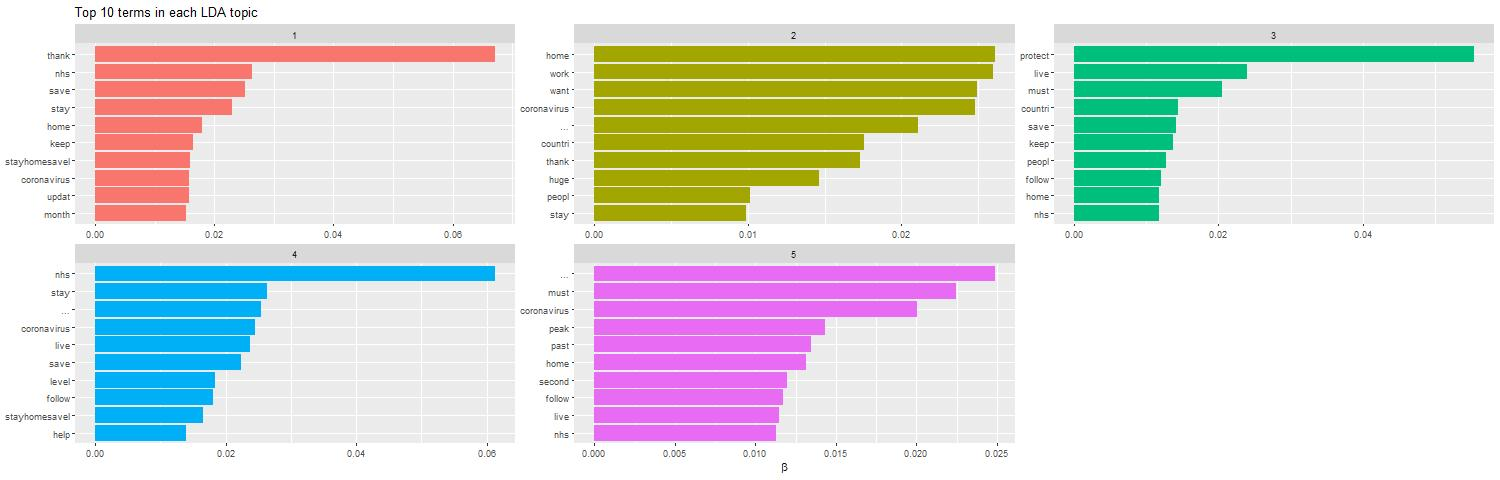 Top 10 terms in each LDA topic
1
thank
nhs
save
stay
home
keep
stayhomesavel
coronavirus
updat
month
0.00 0.02 0.04 0.06
2
home
work
want
coronavirus
...
countri
thank
huge
peopl
stay
0.00 0.01 0.02
3
protect
live
must
countri
save
keep
peopl
follow
home
nhs
0.00 0.02 0.04
4
nhs
stay
...
coronavirus
live
save
level
follow
stayhomesavel
help
0.00 0.02 0.04 0.06
5
...
must
coronavirus
peak
past
home
second
follow
live
nhs
0.000 0.005 0.010 0.015 0.020 0.025
β